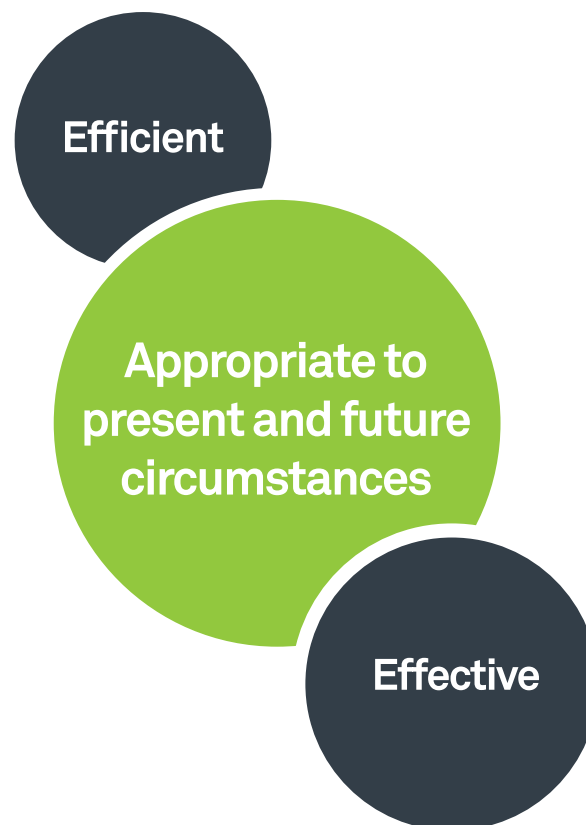 Efficient
Appropriate to
present and future
circumstances
Effective